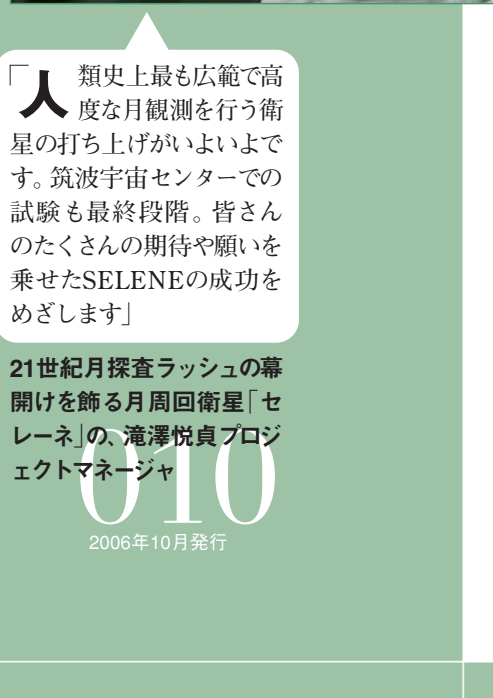 「人類史上最も広範で高
度な月観測を行う衛
星の打ち上げがいよいよで
す。筑波宇宙センターでの
試験も最終段階。皆さん
のたくさんの期待や願いを
乗せたSELENEの成功を
めざします」
21世紀月探査ラッシュの幕
開けを飾る月周回衛星「セ
レーネ」の、滝澤悦貞プロジ
ェクトマネージャ
010
2006年10月発行